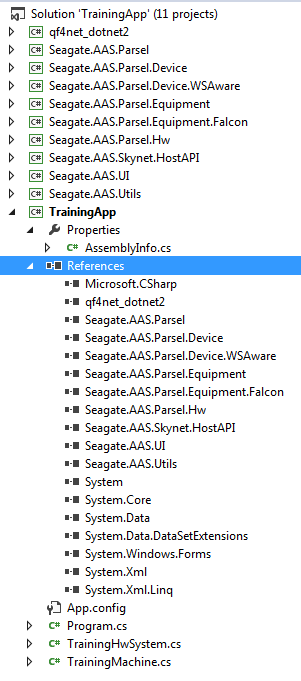 Solution 'TrainingApp' (11 projects)
C# qf4net_dotnet2
C# Seagate.AAS.Parsel
C# Seagate.AAS.Parsel.Device
C# Seagate.AAS.Parsel.Device.WSAware
C# Seagate.AAS.Parsel.Equipment
C# Seagate.AAS.Parsel.Equipment.Falcon
C# Seagate.AAS.Parsel.Hw
C# Seagate.AAS.Skynet.HostAPI
C# Seagate.AAS.UI
C# Seagate.AAS.Utils
C# TrainingApp
Properties
C# AssemblyInfo.cs
References
Microsoft.CSharp
qf4net_dotnet2
Seagate.AAS.Parsel
Seagate.AAS.Parsel.Device
Seagate.AAS.Parsel.Device.WSAware
Seagate.AAS.Parsel.Equipment
Seagate.AAS.Parsel.Equipment.Falcon
Seagate.AAS.Parsel.Hw
Seagate.AAS.Skynet.HostAPI
Seagate.AAS.UI
Seagate.AAS.Utils
System
System.Core
System.Data
System.Data.DataSetExtensions
System.Windows.Forms
System.Xml
System.Xml.Linq
App.config
C# Program.cs
C# TrainingHwSystem.cs
C# TrainingMachine.cs